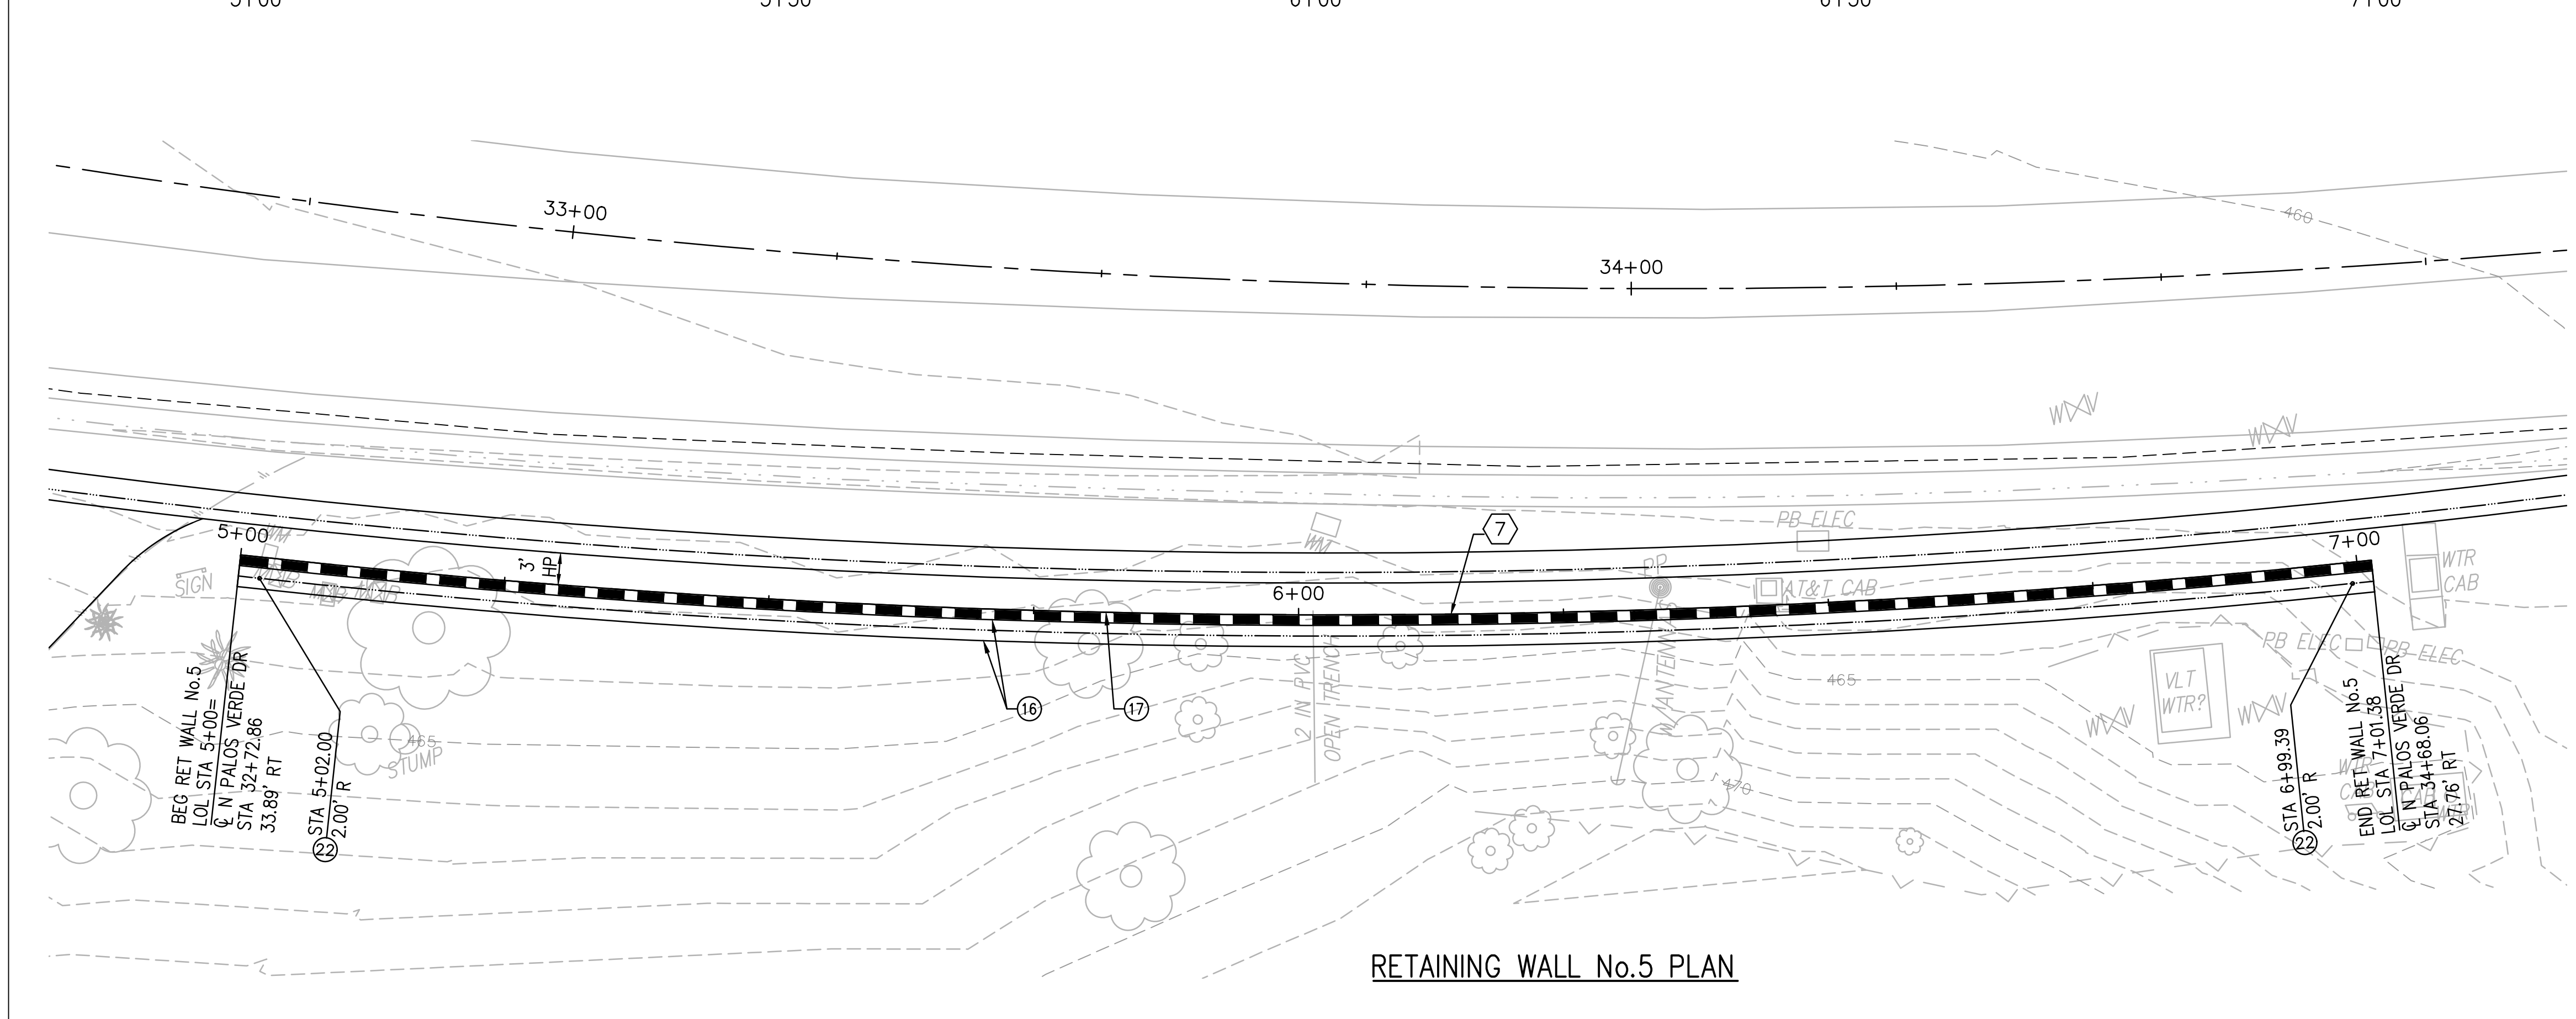 33+00
34+00
460
5+00
WM
SIGN
3'
HP
6+00
WM
7
PP
PB ELEC
AT&T CAB
7+00
WTR
CAB
16
17
2 IN PVC
OPEN TRENCH
465
465
STUMP
470
VLT
WTR?
PB ELEC
PB ELEC
BEG RET WALL No.5
LOL STA 5+00=
℄ N PALOS VERDE DR
STA 32+72.86
33.89' RT
STA 5+02.00
2.00' R
22
STA 6+99.39
2.00' R
22
END RET WALL No.5
LOL STA 7+01.38
℄ N PALOS VERDE DR
STA 34+68.06
27.76' RT
WTR
CAB
RETAINING WALL No.5 PLAN